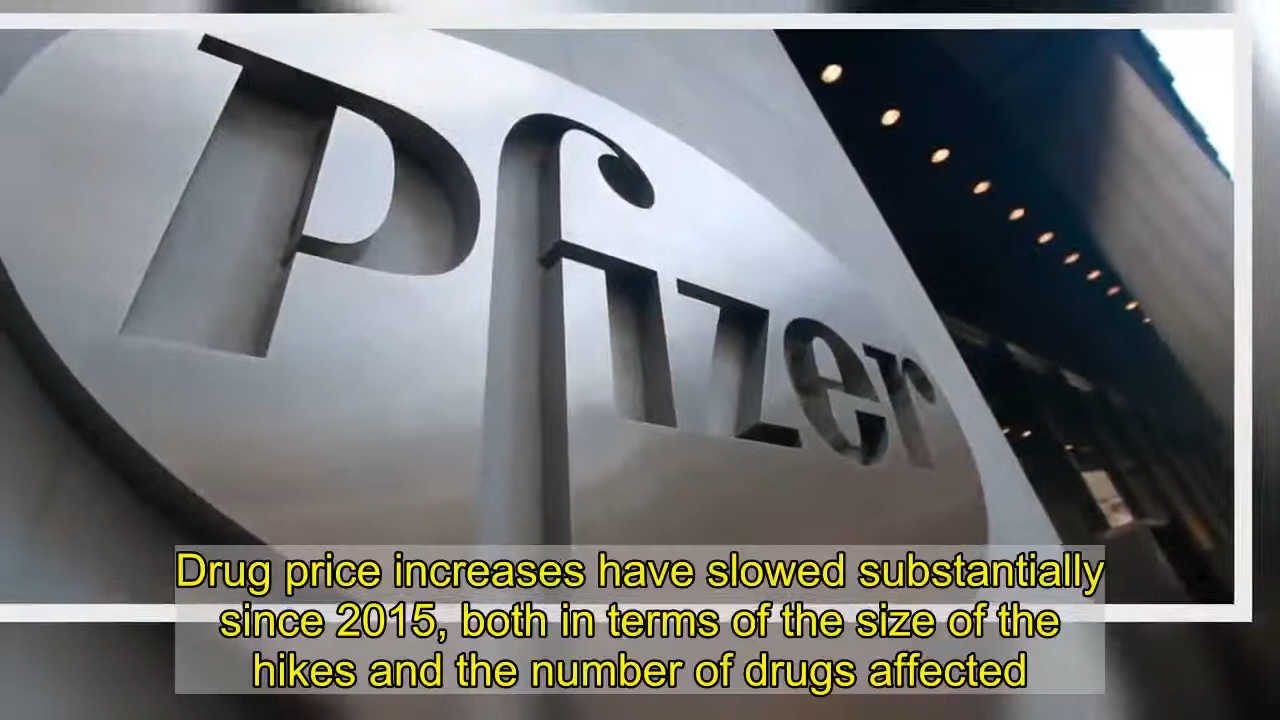 Pfizer
Drug price increases have slowed substantially
since 2015, both in terms of the size of the
hikes and the number of drugs affected